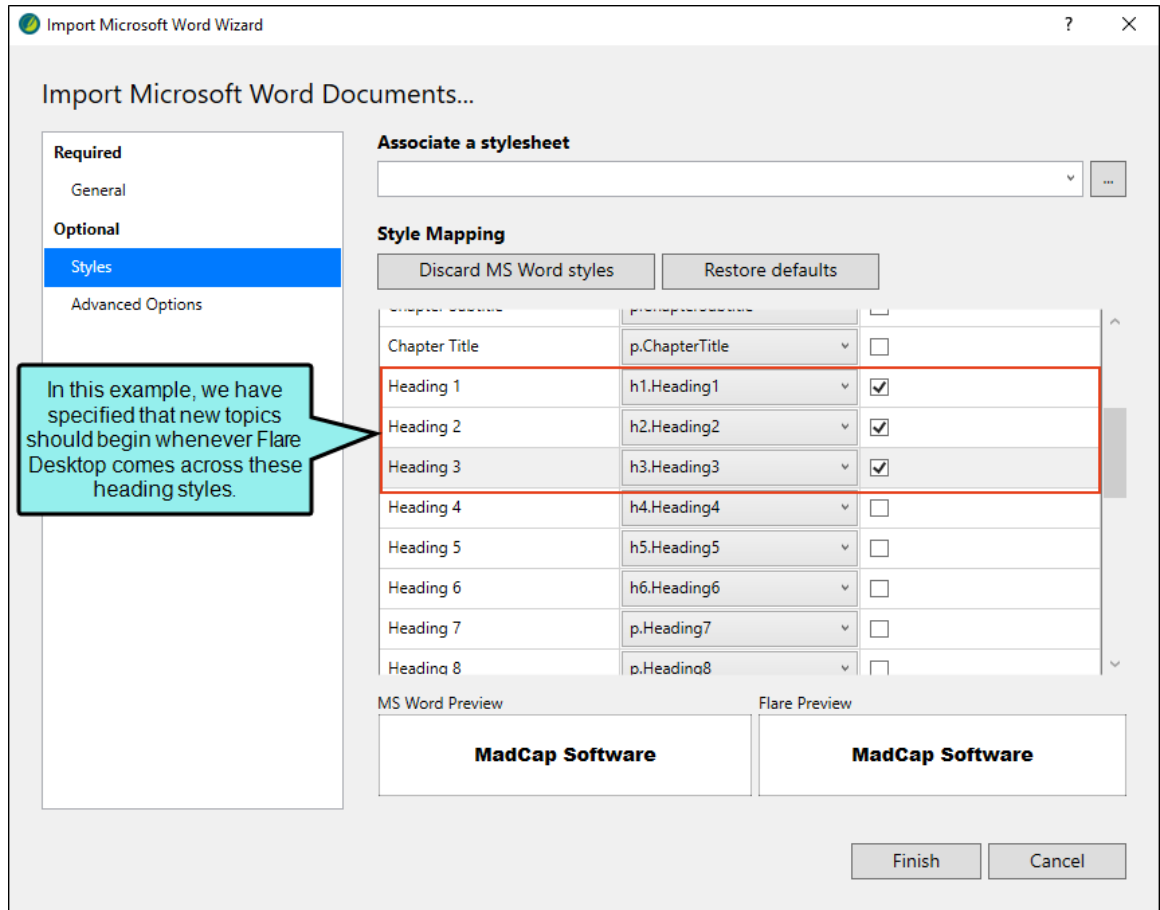 Import Microsoft Word Wizard
?
Import Microsoft Word Documents...
Required
General
Optional
Styles
Advanced Options
Associate a stylesheet
...
Style Mapping
Discard MS Word styles
Restore defaults
Chapter Subtitle p.ChapterSubtitle
Chapter Title p.ChapterTitle
Heading 1 h1.Heading1
Heading 2 h2.Heading2
Heading 3 h3.Heading3
Heading 4 h4.Heading4
Heading 5 h5.Heading5
Heading 6 h6.Heading6
Heading 7 p.Heading7
Heading 8 p.Heading8
In this example, we have
specified that new topics
should begin whenever Flare
Desktop comes across these
heading styles.
MS Word Preview
MadCap Software
Flare Preview
MadCap Software
Finish
Cancel